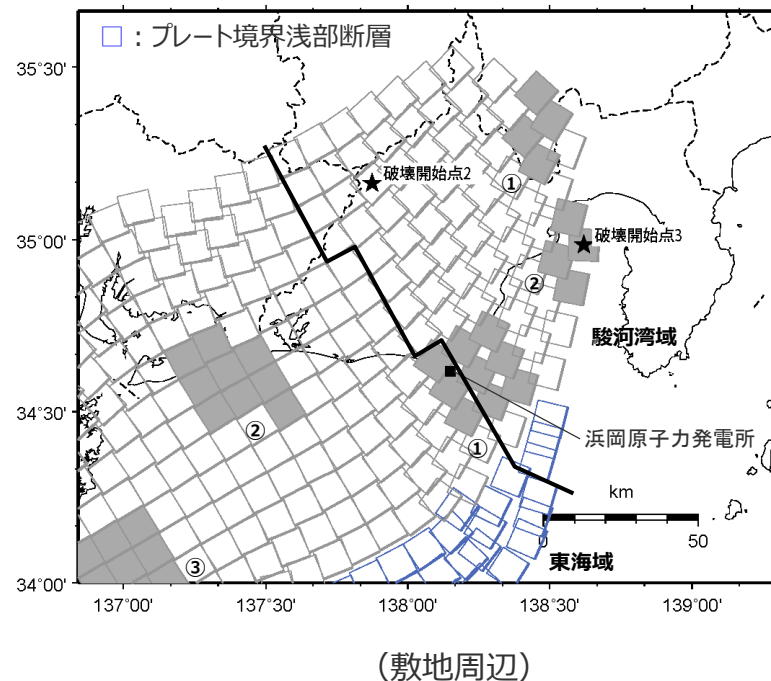 □：プレート境界浅部断層
35°30'
破壊開始点2
①
35°00'
破壊開始点3
②
駿河湾域
34°30'
②
①
浜岡原子力発電所
km
0
50
③
東海域
34°00'
137°00'
137°30'
138°00'
138°30'
139°00'
（敷地周辺）